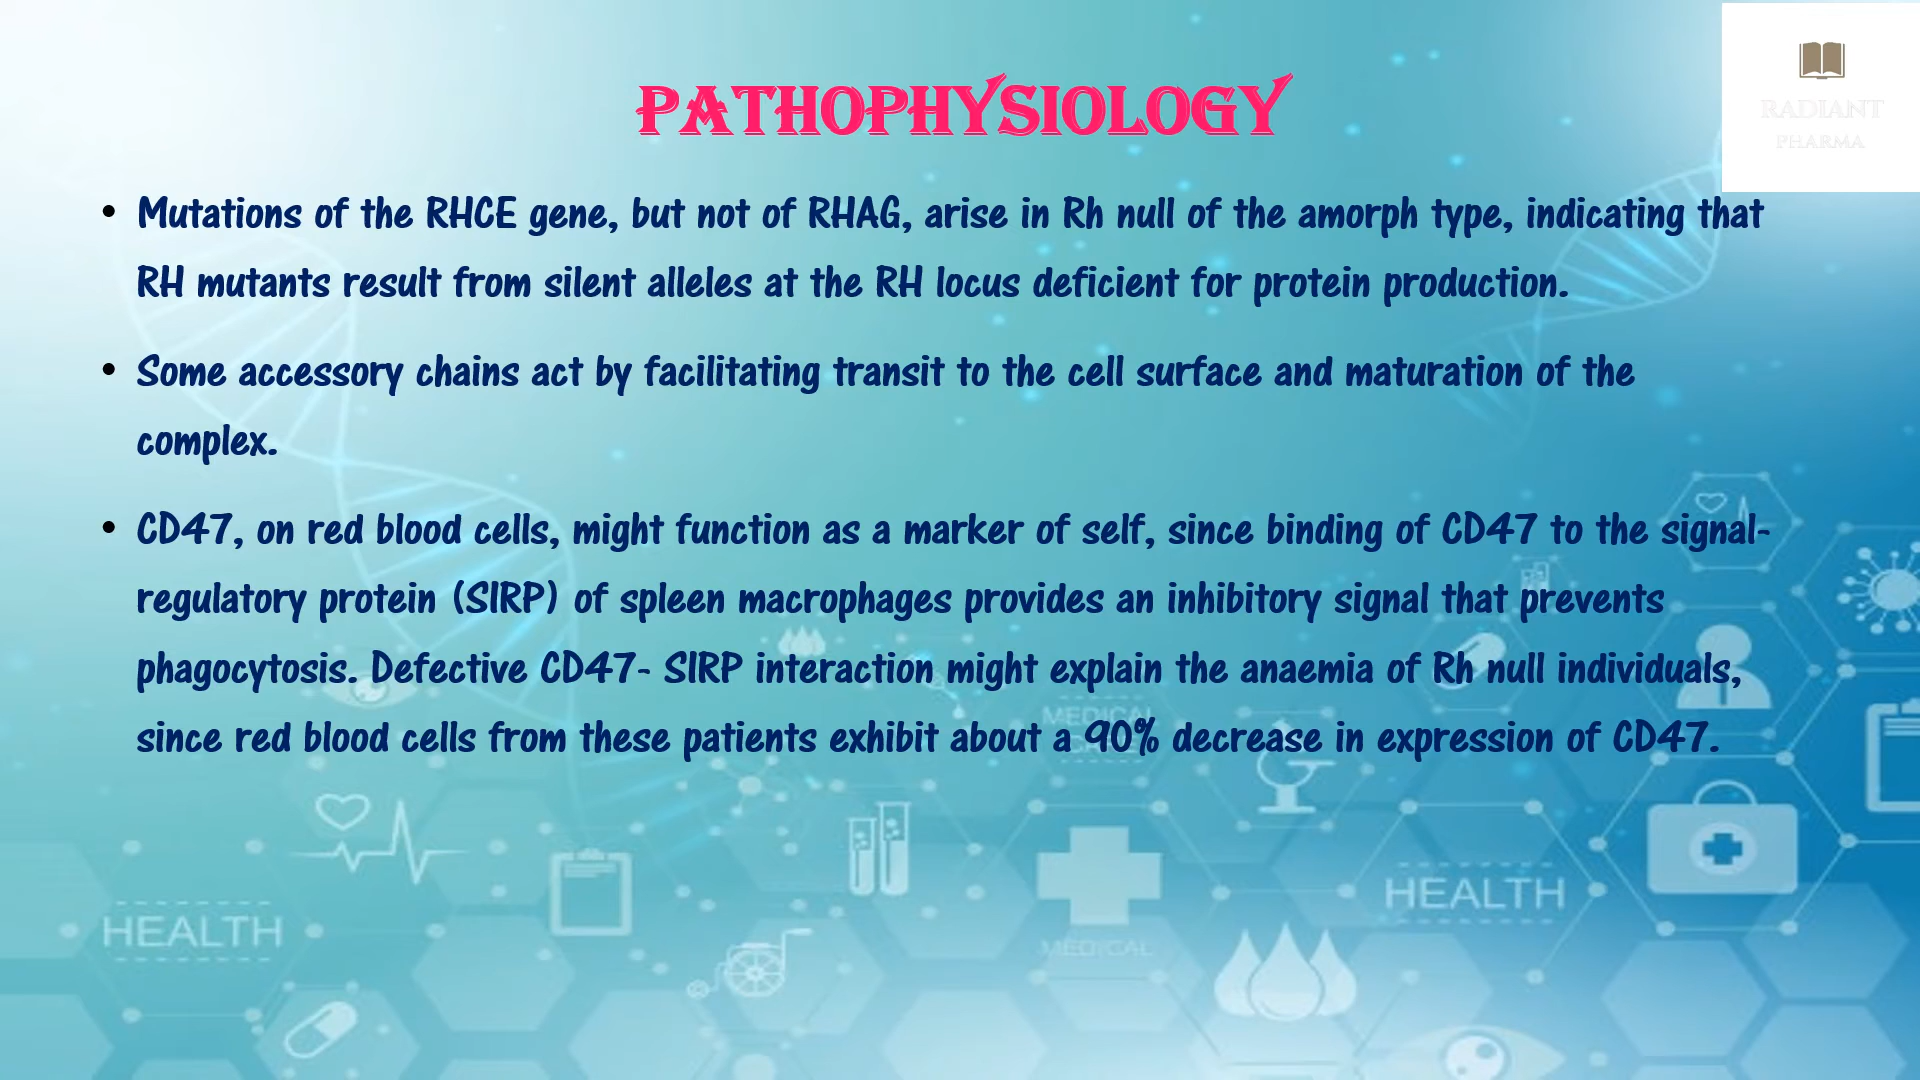 RADIANT
PHARMA
PATHOPHYSIOLOGY
• Mutations of the RHCE gene, but not of RHAG, arise in Rh null of the amorph type, indicating that
RH mutants result from silent alleles at the RH locus deficient for protein production.
• Some accessory chains act by facilitating transit to the cell surface and maturation of the
complex.
• CD47, on red blood cells, might function as a marker of self, since binding of CD47 to the signal-
regulatory protein (SIRP) of spleen macrophages provides an inhibitory signal that prevents
phagocytosis. Defective CD47- SIRP interaction might explain the anaemia of Rh null individuals,
since red blood cells from these patients exhibit about a 90% decrease in expression of CD47.
MEDICAL
HEALTH
HEALTH
MEDICAL